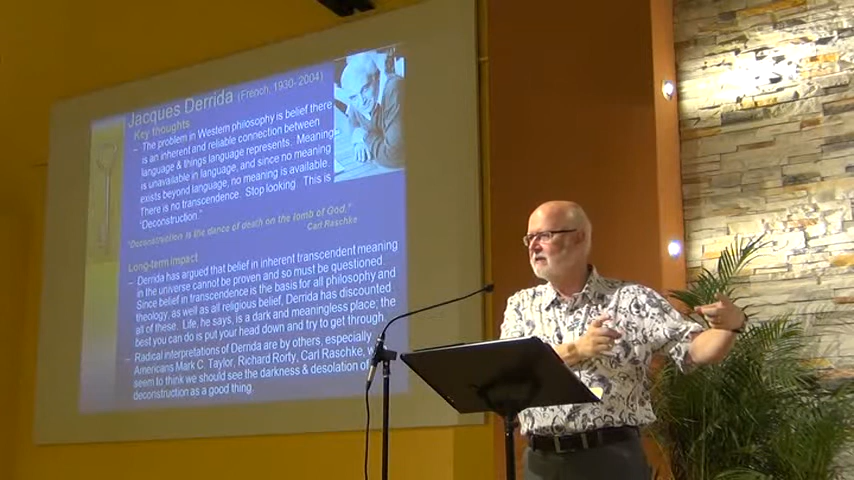 Jacques Derrida (French, 1930- 2004)
Key thoughts
– The problem in Western philosophy is belief there
is an inherent and reliable connection between
language & things language represents. Meaning
is unavailable in language, and since no meaning
exists beyond language, no meaning is available.
There is no transcendence. Stop looking. This is
"Deconstruction."
"Deconstruction is the dance of death on the tomb of God."
Carl Raschke
Long-term impact
– Derrida has argued that belief in inherent transcendent meaning
in the universe cannot be proven and so must be questioned.
Since belief in transcendence is the basis for all philosophy and
theology, as well as all religious belief, Derrida has discounted
all of these. Life, he says, is a dark and meaningless place; the
best you can do is put your head down and try to get through.
– Radical interpretations of Derrida are by others, especially
Americans Mark C. Taylor, Richard Rorty, Carl Raschke,
seem to think we should see the darkness & desolation of
deconstruction as a good thing.